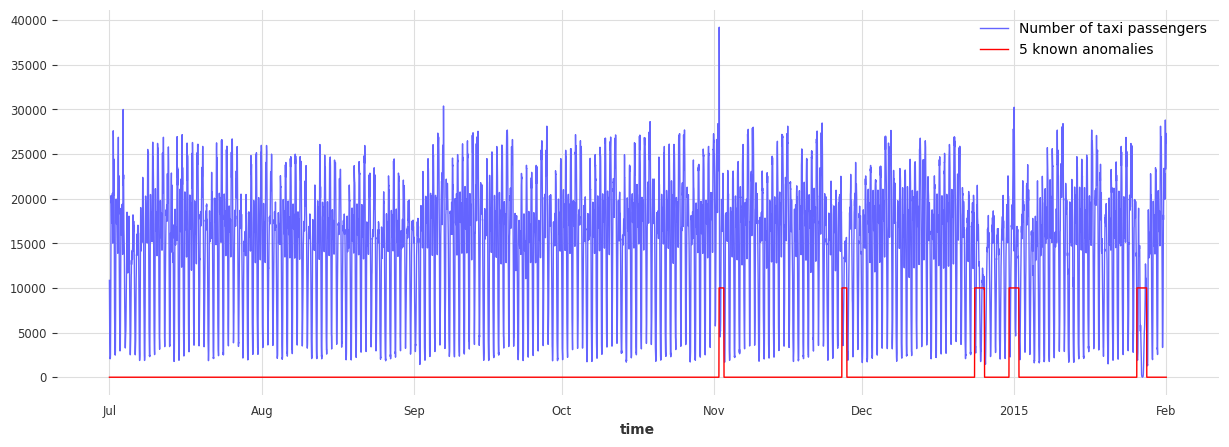 40000
35000
30000
25000
20000
15000
10000
5000
0
Number of taxi passengers
5 known anomalies
Jul Aug Sep Oct Nov Dec 2015 Feb
time